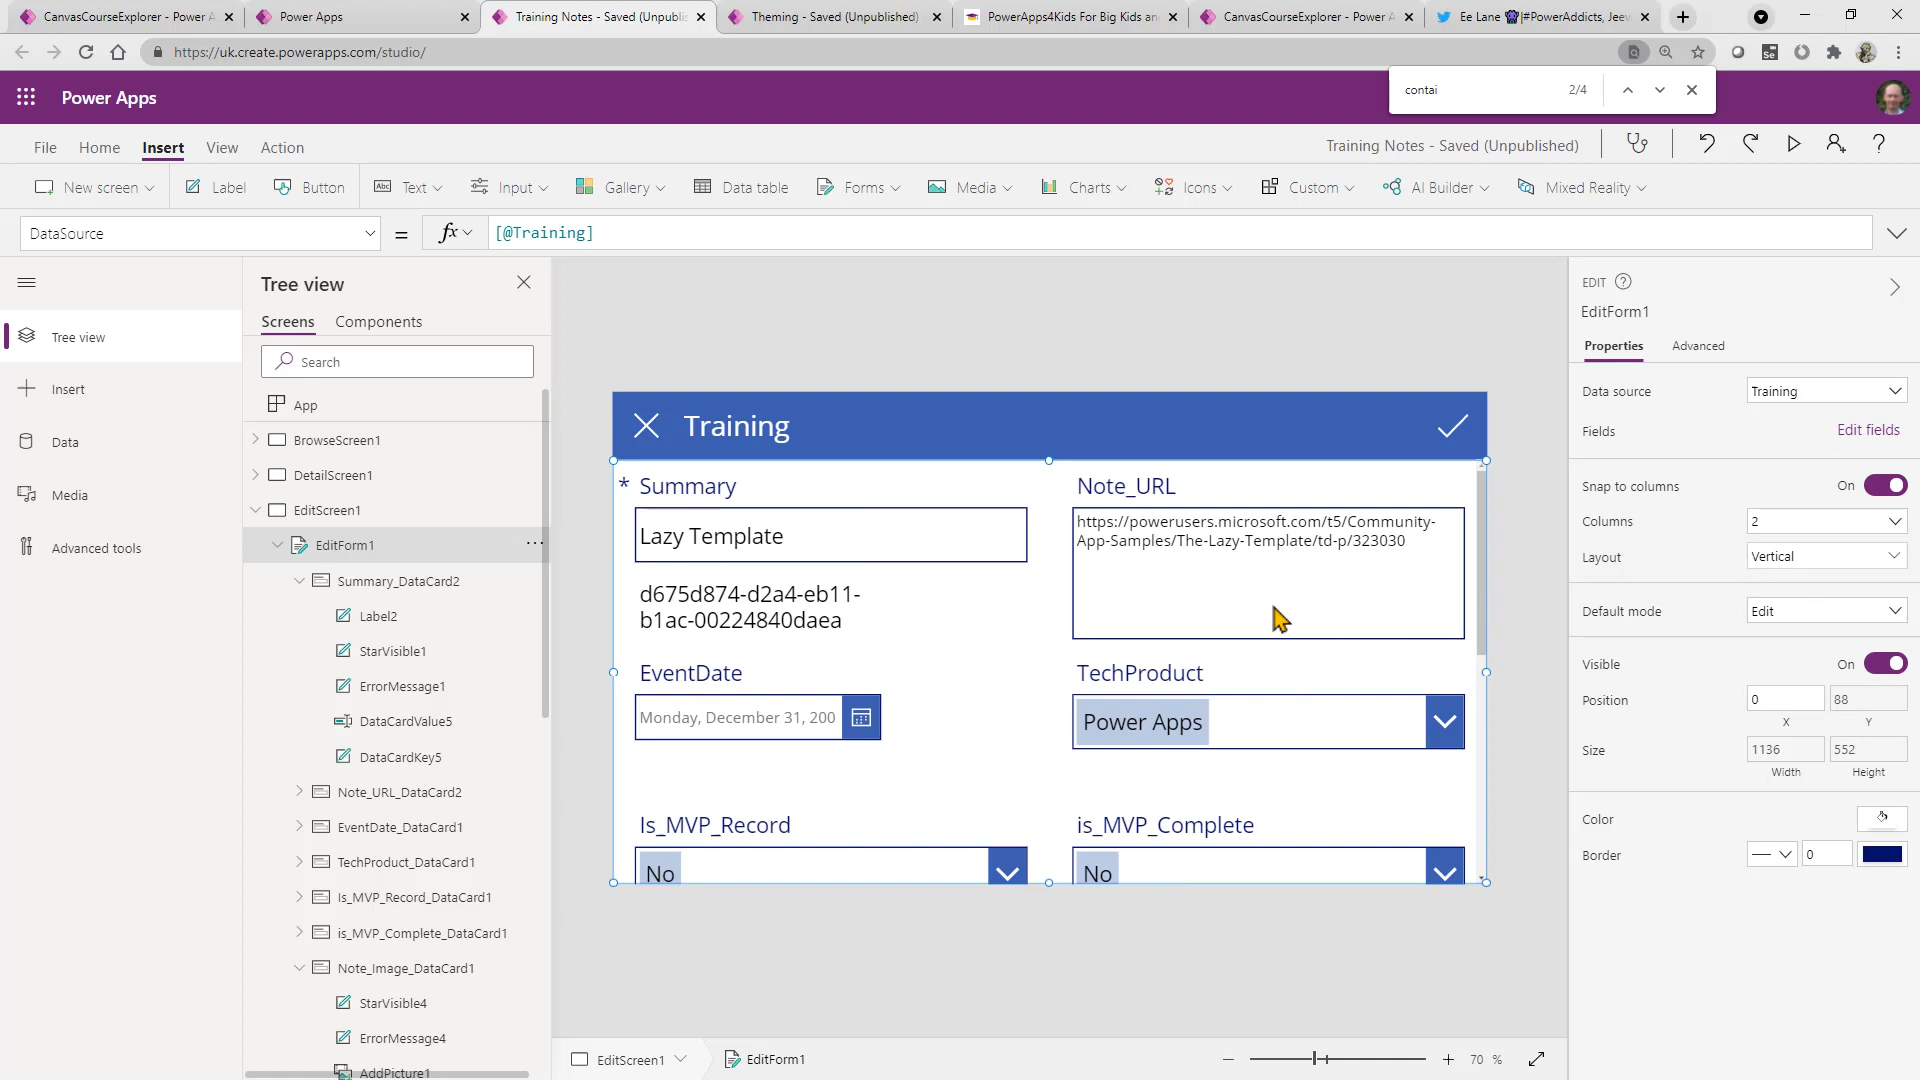 CanvasCourseExplorer - Power A
Power Apps
Training Notes - Saved (Unpublis
Theming - Saved (Unpublished)
PowerApps4Kids For Big Kids an
CanvasCourseExplorer - Power A
Ee Lane |#PowerAddicts, Jeev
https://uk.create.powerapps.com/studio/
Power Apps
contai
2/4
File
Home
Insert
View
Action
Training Notes - Saved (Unpublished)
New screen
Label
Button
Abc
Text
Input
Gallery
Data table
Forms
Media
Charts
Icons
Custom
AI Builder
Mixed Reality
DataSource
=
fx
[@Training]
Tree view
Insert
Data
Media
Advanced tools
Tree view
Screens
Components
Search
App
BrowseScreen1
DetailScreen1
EditScreen1
EditForm1
Summary_DataCard2
Label2
StarVisible1
ErrorMessage1
DataCardValue5
DataCardKey5
Note_URL_DataCard2
EventDate_DataCard1
TechProduct_DataCard1
Is_MVP_Record_DataCard1
is_MVP_Complete_DataCard1
Note_Image_DataCard1
StarVisible4
ErrorMessage4
AddPicture1
Training
* Summary
Lazy Template
d675d874-d2a4-eb11-
b1ac-00224840daea
Note_URL
https://powerusers.microsoft.com/t5/Community-
App-Samples/The-Lazy-Template/td-p/323030
EventDate
Monday, December 31, 200
TechProduct
Power Apps
Is_MVP_Record
No
is_MVP_Complete
No
EditScreen1
EditForm1
70 %
EDIT
EditForm1
Properties
Advanced
Data source
Training
Fields
Edit fields
Snap to columns
On
Columns
2
Layout
Vertical
Default mode
Edit
Visible
On
Position
0
88
X
Y
Size
1136
552
Width
Height
Color
Border
0